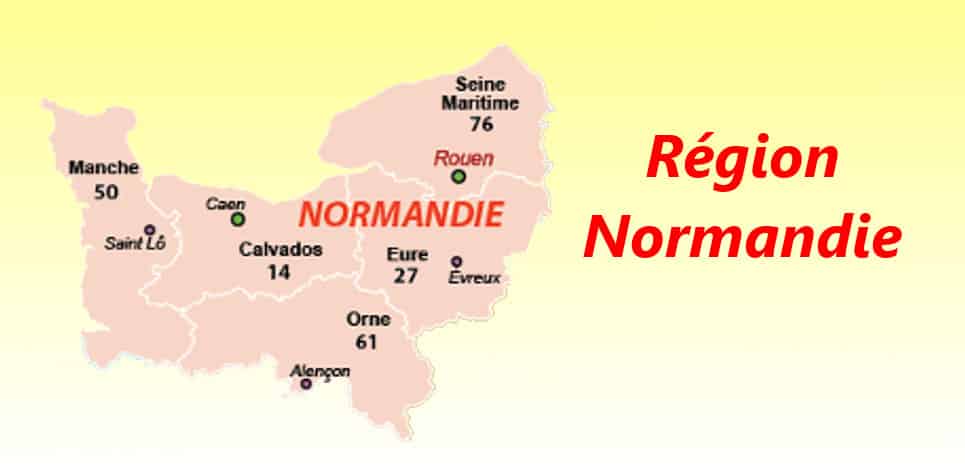 Seine
Maritime
76
Rouen
Manche
50
Caen
NORMANDIE
Saint Lô
Calvados
14
Eure
27
Évreux
Orne
61
Alençon
Région
Normandie